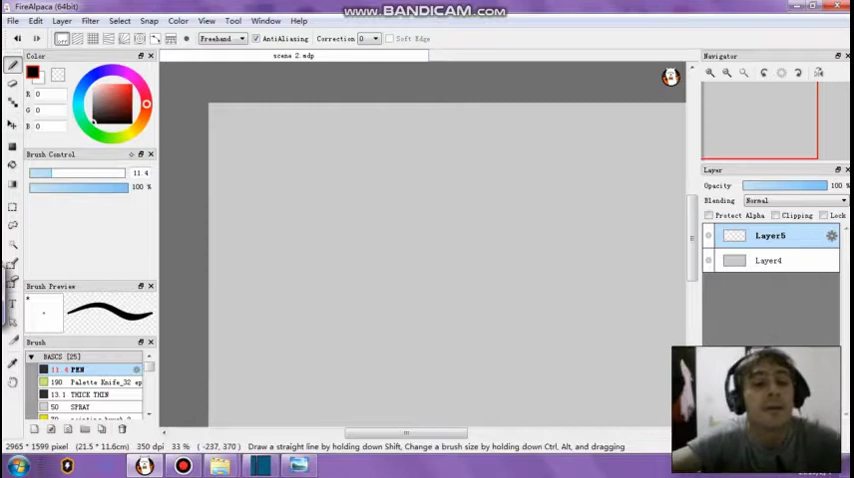 FireAlpaca (64bit)
www.BANDICAM.com
File Edit Layer Filter Select Snap Color View Tool Window Help
OFF Freehand AntiAliasing Correction 0 Soft Edge
Color
scene 2.mdp
Navigator
R 0
G 0
B 0
Brush Control
11.4
100 %
Layer
Opacity 100 %
Blending Normal
Protect Alpha Clipping Lock
Layer5
Layer4
Brush Preview
Brush
BASCS [25]
11.4 PEN
190 Palette Knife_32 ep
13.1 THICK THIN
50 SPRAY
2965 * 1599 pixel (21.5 * 11.6cm) 350 dpi 33 % (-237, 370) Draw a straight line by holding down Shift, Change a brush size by holding down Ctrl, Alt, and dragging